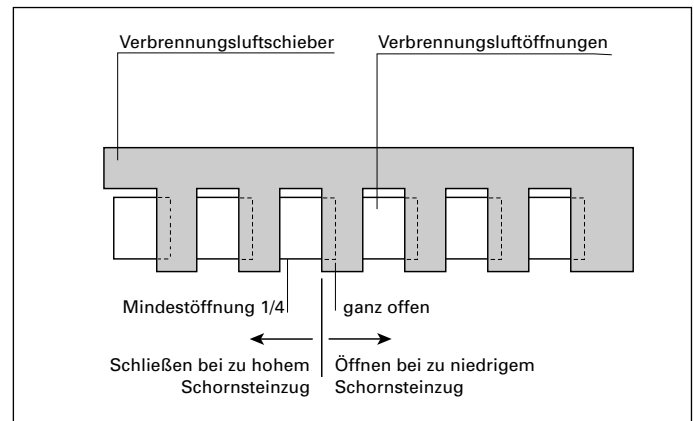 Verbrennungsluftschieber
Verbrennungsluftöffnungen
Mindestöffnung 1/4
ganz offen
Schließen bei zu hohem
Schornsteinzug
Öffnen bei zu niedrigem
Schornsteinzug